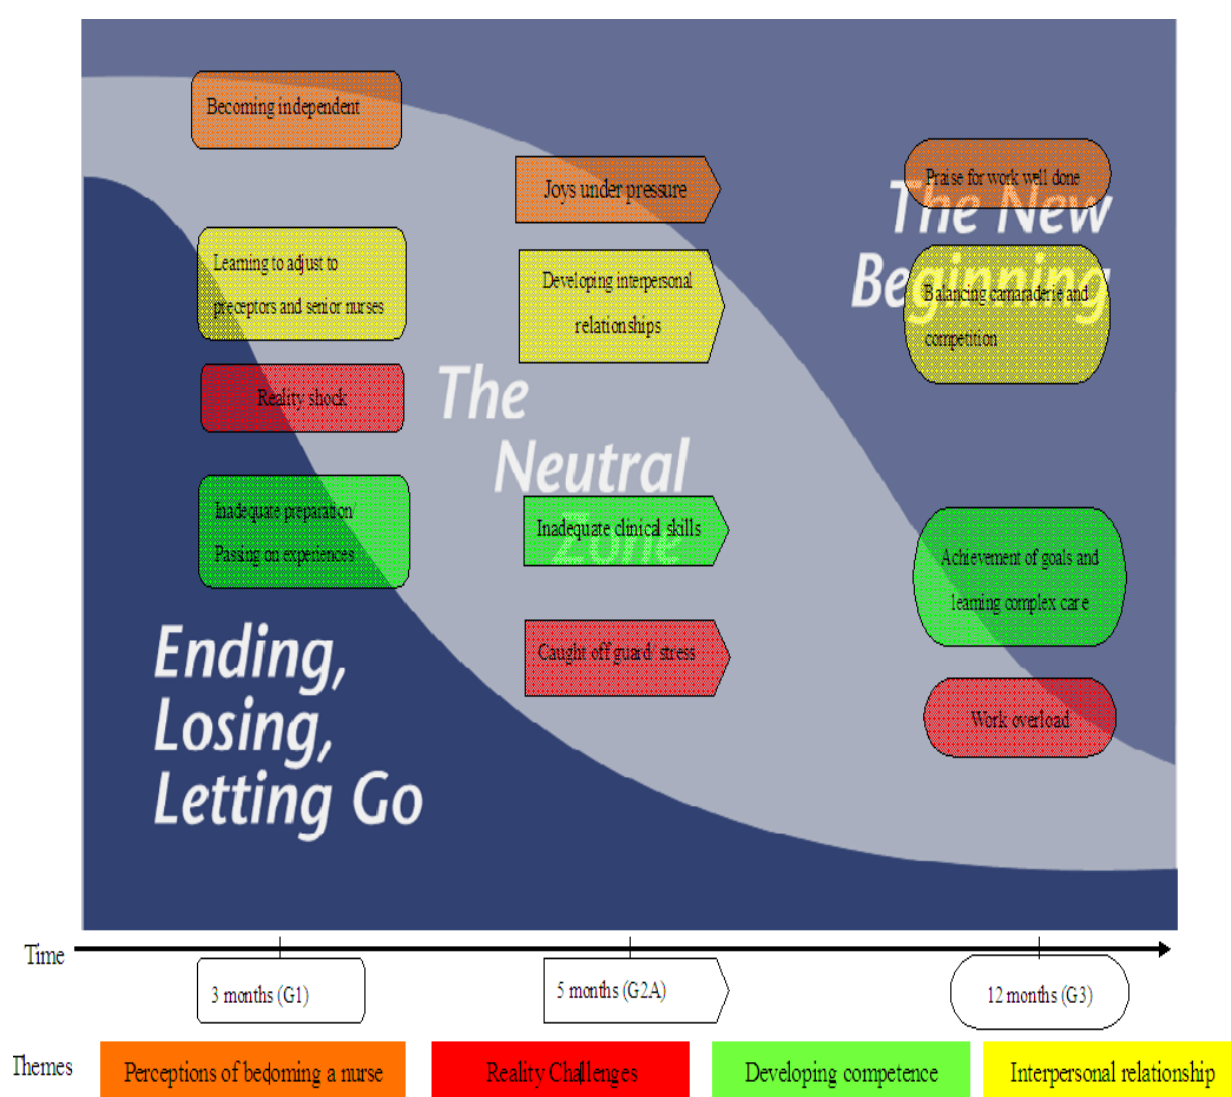 Becoming independent
Joys under pressure
Praise for work well done
The New
Beginning
Learning to adjust to
preceptors and senior nurses
Developing interpersonal
relationships
Balancing camaraderie and
competition
Reality shock
The
Neutral
Zone
Inadequate preparation/
Passing on experiences
Inadequate clinical skills
Achievement of goals and
learning complex care
Caught off guard/ stress
Work overload
Ending,
Losing,
Letting Go
Time
3 months (G1)
5 months (G2A)
12 months (G3)
Themes
Perceptions of becoming a nurse
Reality Challenges
Developing competence
Interpersonal relationship